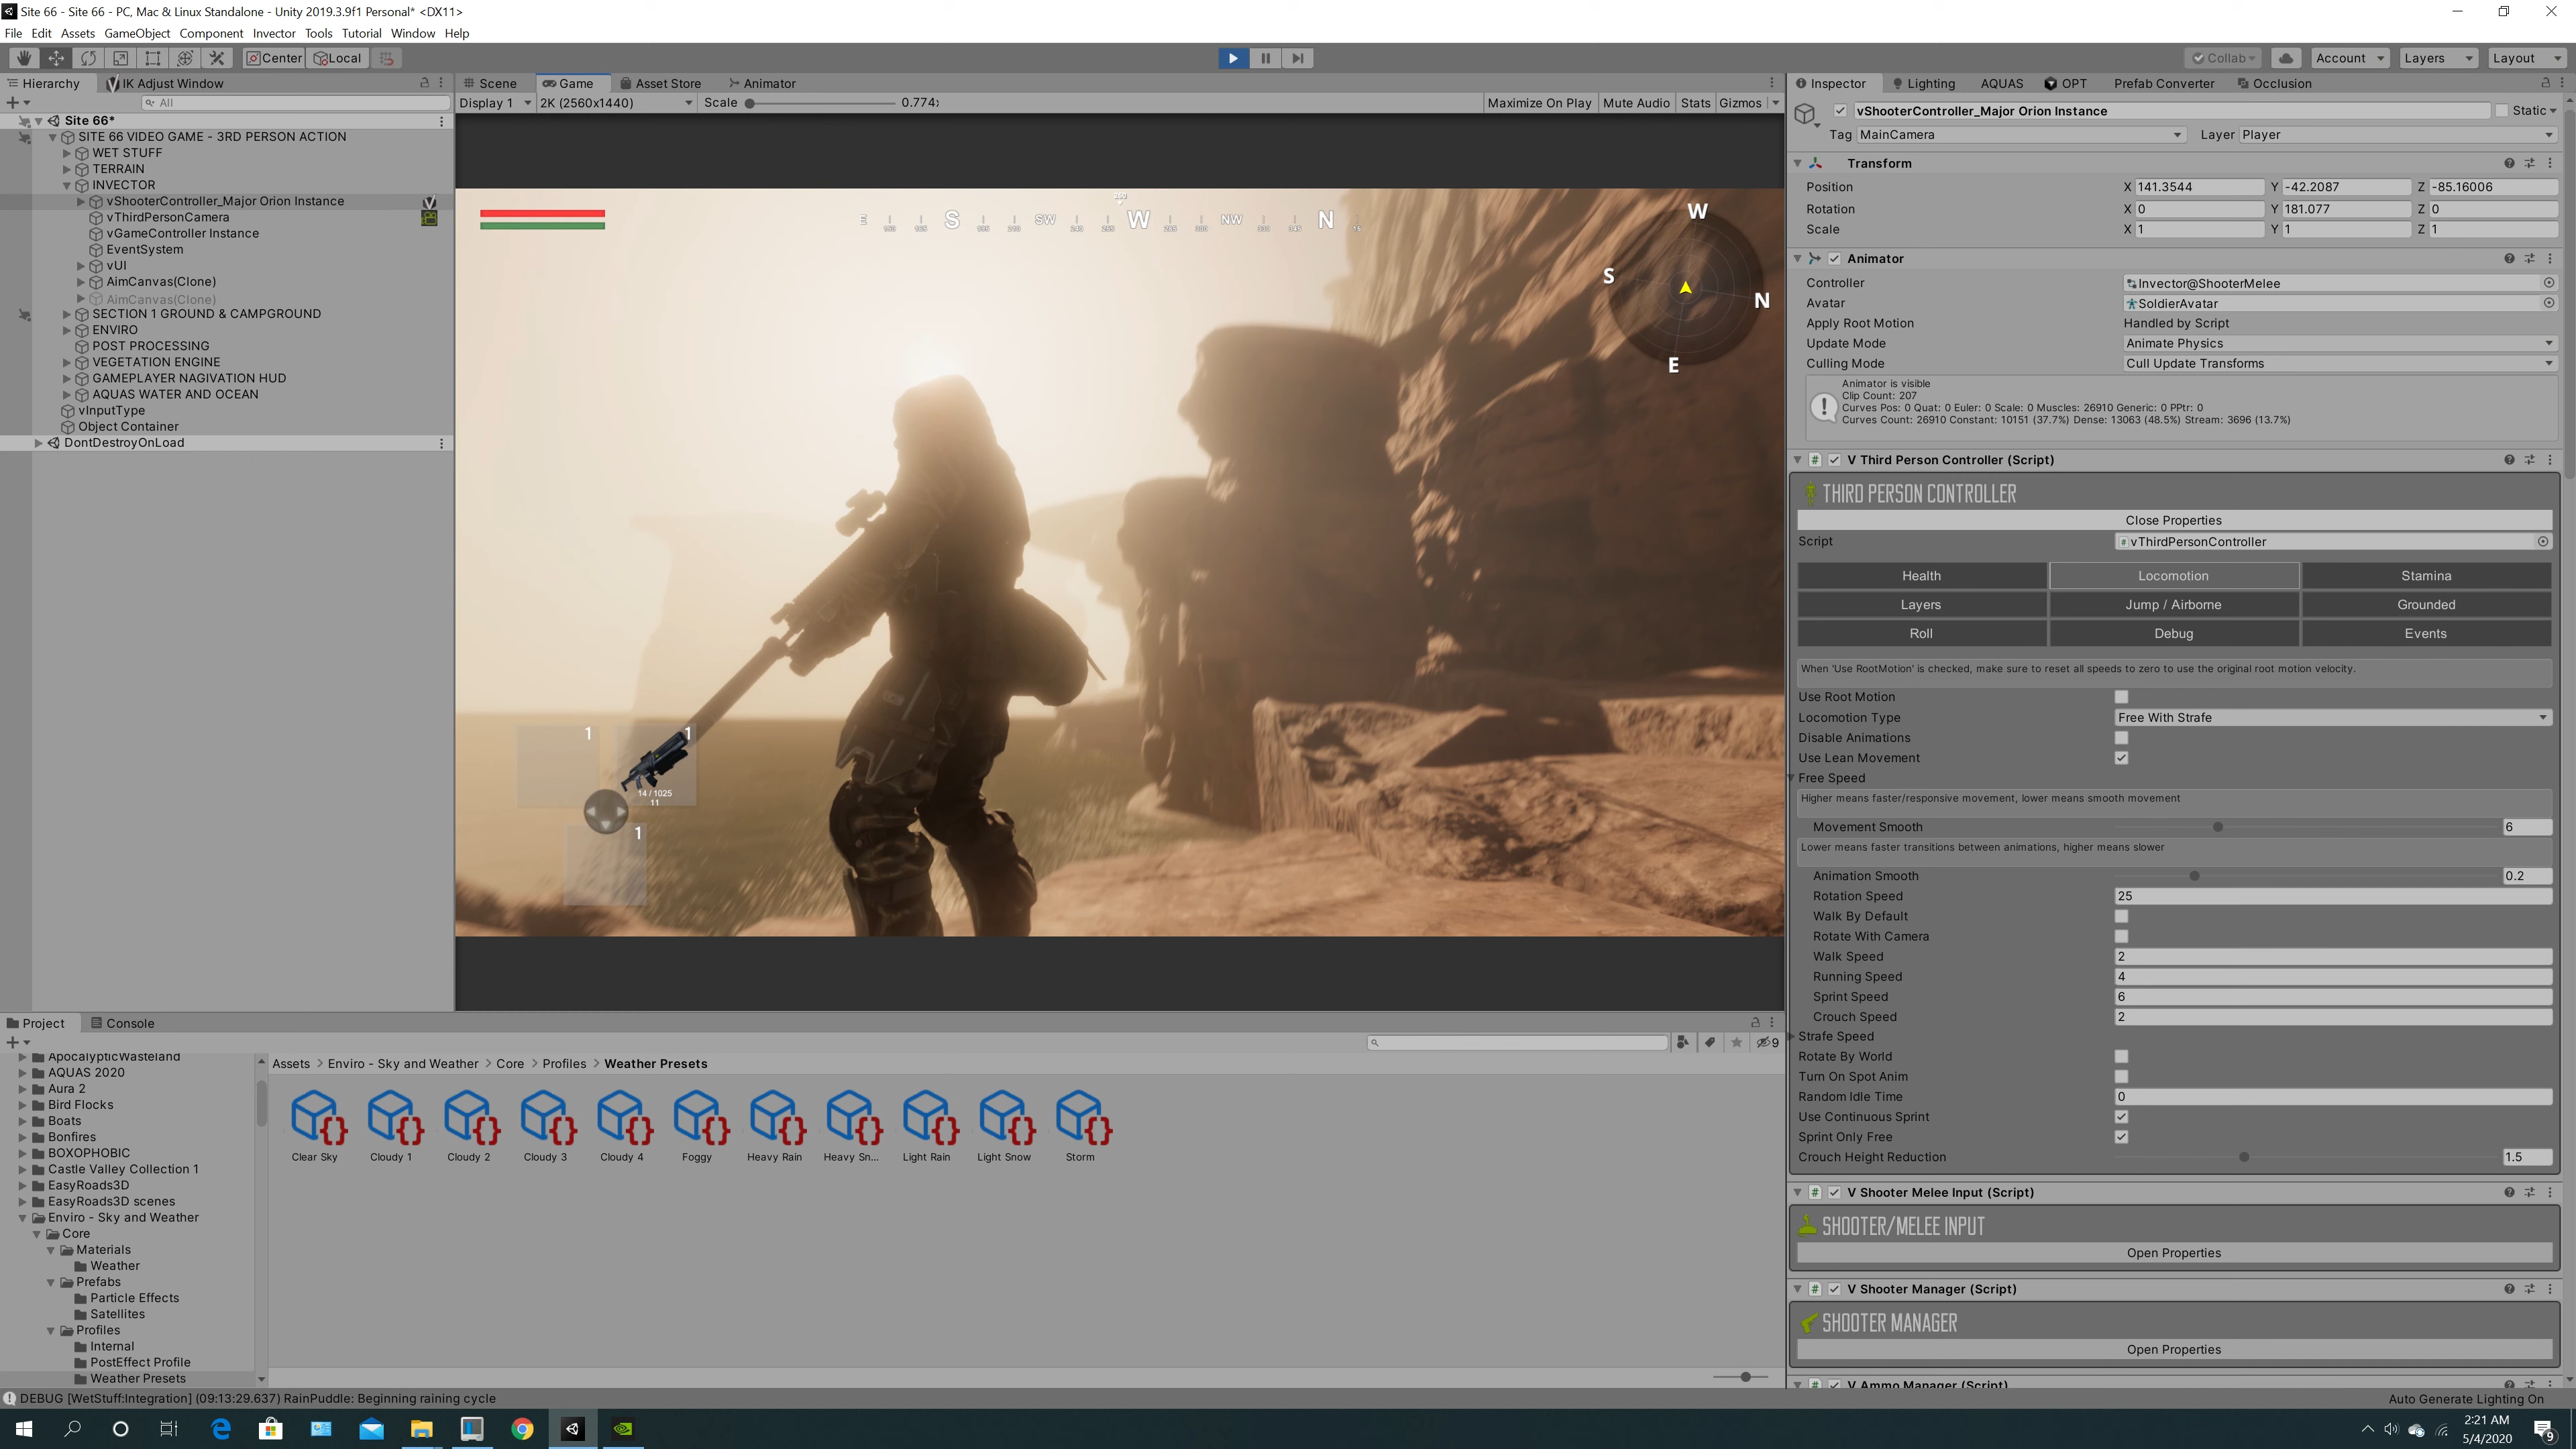 Site 66 - Site 66 - PC, Mac & Linux Standalone - Unity 2019.3.9f1 Personal* <DX11>
File Edit Assets GameObject Component Invector Tools Tutorial Window Help
Center Local Collab Account Layers Layout
Hierarchy IK Adjust Window
All
Site 66*
SITE 66 VIDEO GAME - 3RD PERSON ACTION
WET STUFF
TERRAIN
INVECTOR
vShooterController_Major Orion Instance
vThirdPersonCamera
vGameController Instance
EventSystem
vUI
AimCanvas(Clone)
AimCanvas(Clone)
SECTION 1 GROUND & CAMPGROUND
ENVIRO
POST PROCESSING
VEGETATION ENGINE
GAMEPLAYER NAGIVATION HUD
AQUAS WATER AND OCEAN
vInputType
Object Container
DontDestroyOnLoad
Scene Game Asset Store Animator
Display 1 2K (2560x1440) Scale 0.774x Maximize On Play Mute Audio Stats Gizmos
E S SW W NW N
W
S
N
E
1 1
14 / 1025
11
1
Inspector Lighting AQUAS OPT Prefab Converter Occlusion
vShooterController_Major Orion Instance Static
Tag MainCamera Layer Player
Transform
Position X 141.3544 Y -42.2087 Z -85.16006
Rotation X 0 Y 181.077 Z 0
Scale X 1 Y 1 Z 1
Animator
Controller Invector@ShooterMelee
Avatar SoldierAvatar
Apply Root Motion Handled by Script
Update Mode Animate Physics
Culling Mode Cull Update Transforms
Animator is visible
Clip Count: 207
Curves Pos: 0 Quat: 0 Euler: 0 Scale: 0 Muscles: 26910 Generic: 0 PPtr: 0
Curves Count: 26910 Constant: 10151 (37.7%) Dense: 13063 (48.5%) Stream: 3696 (13.7%)
V Third Person Controller (Script)
THIRD PERSON CONTROLLER
Close Properties
Script vThirdPersonController
Health Locomotion Stamina
Layers Jump / Airborne Grounded
Roll Debug Events
When 'Use RootMotion' is checked, make sure to reset all speeds to zero to use the original root motion velocity.
Use Root Motion
Locomotion Type Free With Strafe
Disable Animations
Use Lean Movement
Free Speed
Higher means faster/responsive movement, lower means smooth movement
Movement Smooth 6
Lower means faster transitions between animations, higher means slower
Animation Smooth 0.2
Rotation Speed 25
Walk By Default
Rotate With Camera
Walk Speed 2
Running Speed 4
Sprint Speed 6
Crouch Speed 2
Strafe Speed
Rotate By World
Turn On Spot Anim
Random Idle Time 0
Use Continuous Sprint
Sprint Only Free
Crouch Height Reduction 1.5
V Shooter Melee Input (Script)
SHOOTER/MELEE INPUT
Open Properties
V Shooter Manager (Script)
SHOOTER MANAGER
Open Properties
V Ammo Manager (Script)
Project Console
9
ApocalypticWasteland
AQUAS 2020
Aura 2
Bird Flocks
Boats
Bonfires
BOXOPHOBIC
Castle Valley Collection 1
EasyRoads3D
EasyRoads3D scenes
Enviro - Sky and Weather
Core
Materials
Weather
Prefabs
Particle Effects
Satellites
Profiles
Internal
PostEffect Profile
Weather Presets
Assets > Enviro - Sky and Weather > Core > Profiles > Weather Presets
Clear Sky Cloudy 1 Cloudy 2 Cloudy 3 Cloudy 4 Foggy Heavy Rain Heavy Sn... Light Rain Light Snow Storm
DEBUG [WetStuff:Integration] (09:13:29.637) RainPuddle: Beginning raining cycle
Auto Generate Lighting On
2:21 AM
5/4/2020
9